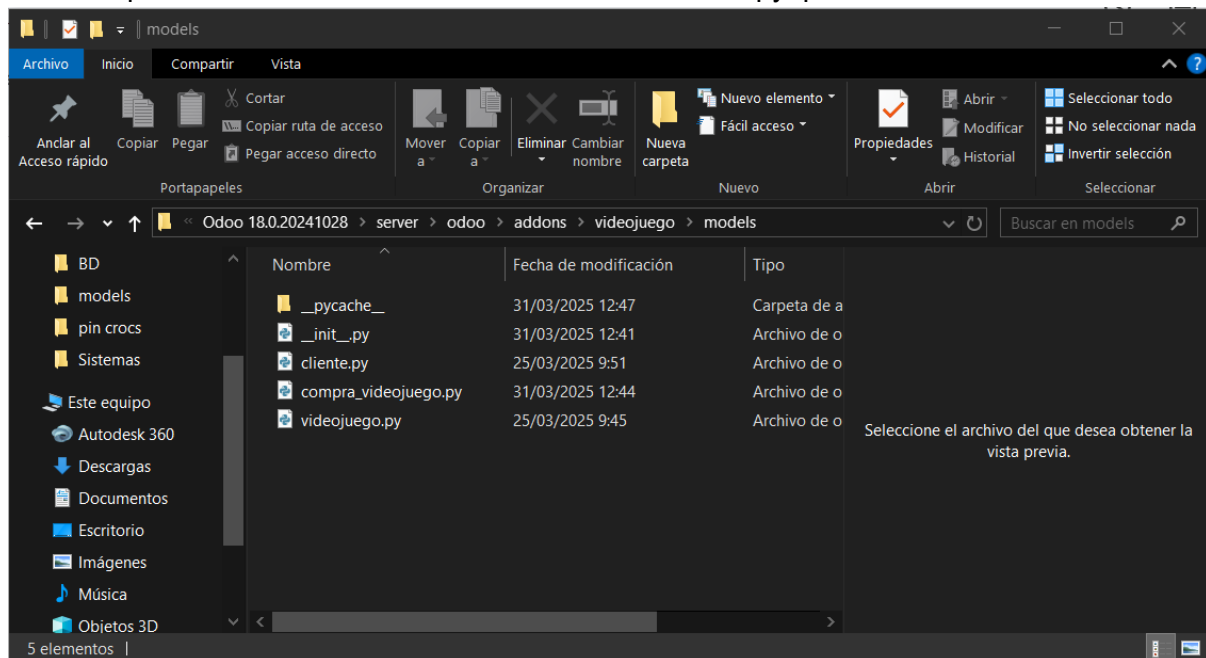 models
Archivo Inicio Compartir Vista
Anclar al Acceso rápido
Copiar
Pegar
Cortar
Copiar ruta de acceso
Pegar acceso directo
Mover a
Copiar a
Eliminar
Cambiar nombre
Nueva carpeta
Nuevo elemento
Fácil acceso
Propiedades
Abrir
Modificar
Historial
Seleccionar todo
No seleccionar nada
Invertir selección
Portapapeles Organizar Nuevo Abrir Seleccionar
« Odoo 18.0.20241028 > server > odoo > addons > videojuego > models
Buscar en models
BD
models
pin crocs
Sistemas
Este equipo
Autodesk 360
Descargas
Documentos
Escritorio
Imágenes
Música
Objetos 3D
Nombre Fecha de modificación Tipo
__pycache__ 31/03/2025 12:47 Carpeta de a
__init__.py 31/03/2025 12:41 Archivo de o
cliente.py 25/03/2025 9:51 Archivo de o
compra_videojuego.py 31/03/2025 12:44 Archivo de o
videojuego.py 25/03/2025 9:45 Archivo de o
Seleccione el archivo del que desea obtener la
vista previa.
5 elementos